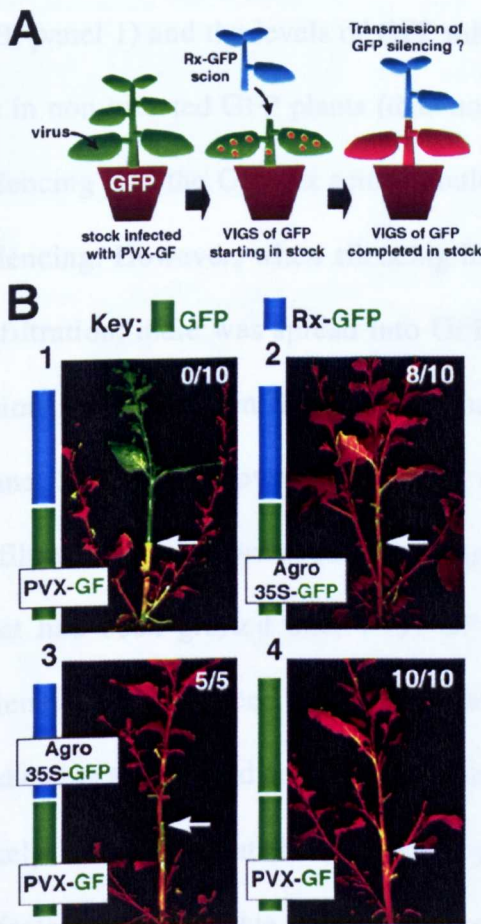 A
Rx-GFP
scion
Transmission of
GFP silencing ?
virus
GFP
stock infected
with PVX-GF
VIGS of GFP
starting in stock
VIGS of GFP
completed in stock
B
Key: GFP Rx-GFP
1
0/10
PVX-GF
2
8/10
Agro
35S-GFP
3
5/5
Agro
35S-GFP
PVX-GF
4
10/10
PVX-GF